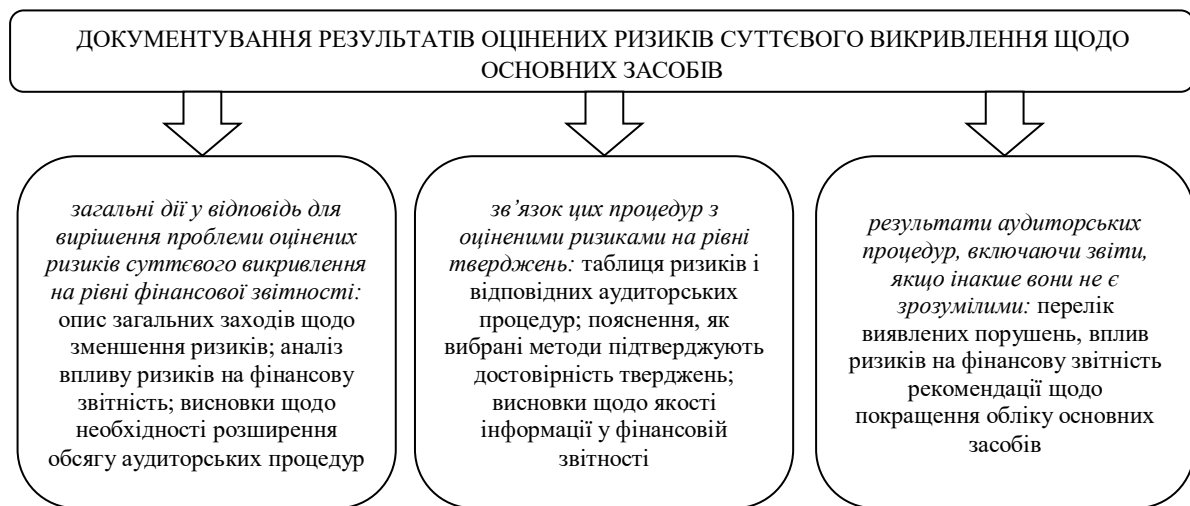 ДОКУМЕНТУВАННЯ РЕЗУЛЬТАТІВ ОЦІНЕНИХ РИЗИКІВ СУТТЄВОГО ВИКРИВЛЕННЯ ЩОДО
ОСНОВНИХ ЗАСОБІВ
загальні дії у відповідь для
вирішення проблеми оцінених
ризиків суттєвого викривлення
на рівні фінансової звітності:
опис загальних заходів щодо
зменшення ризиків; аналіз
впливу ризиків на фінансову
звітність; висновки щодо
необхідності розширення
обсягу аудиторських процедур
зв’язок цих процедур з
оціненими ризиками на рівні
тверджень: таблиця ризиків і
відповідних аудиторських
процедур; пояснення, як
вибрані методи підтверджують
достовірність тверджень;
висновки щодо якості
інформації у фінансовій
звітності
результати аудиторських
процедур, включаючи звіти,
якщо інакше вони не є
зрозумілими: перелік
виявлених порушень, вплив
ризиків на фінансову звітність
рекомендації щодо
покращення обліку основних
засобів